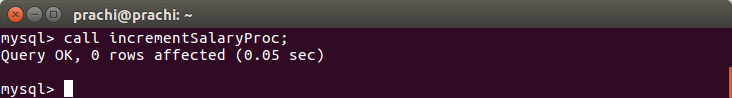 prachi@prachi: ~
mysql> call incrementSalaryProc;
Query OK, 0 rows affected (0.05 sec)
mysql>